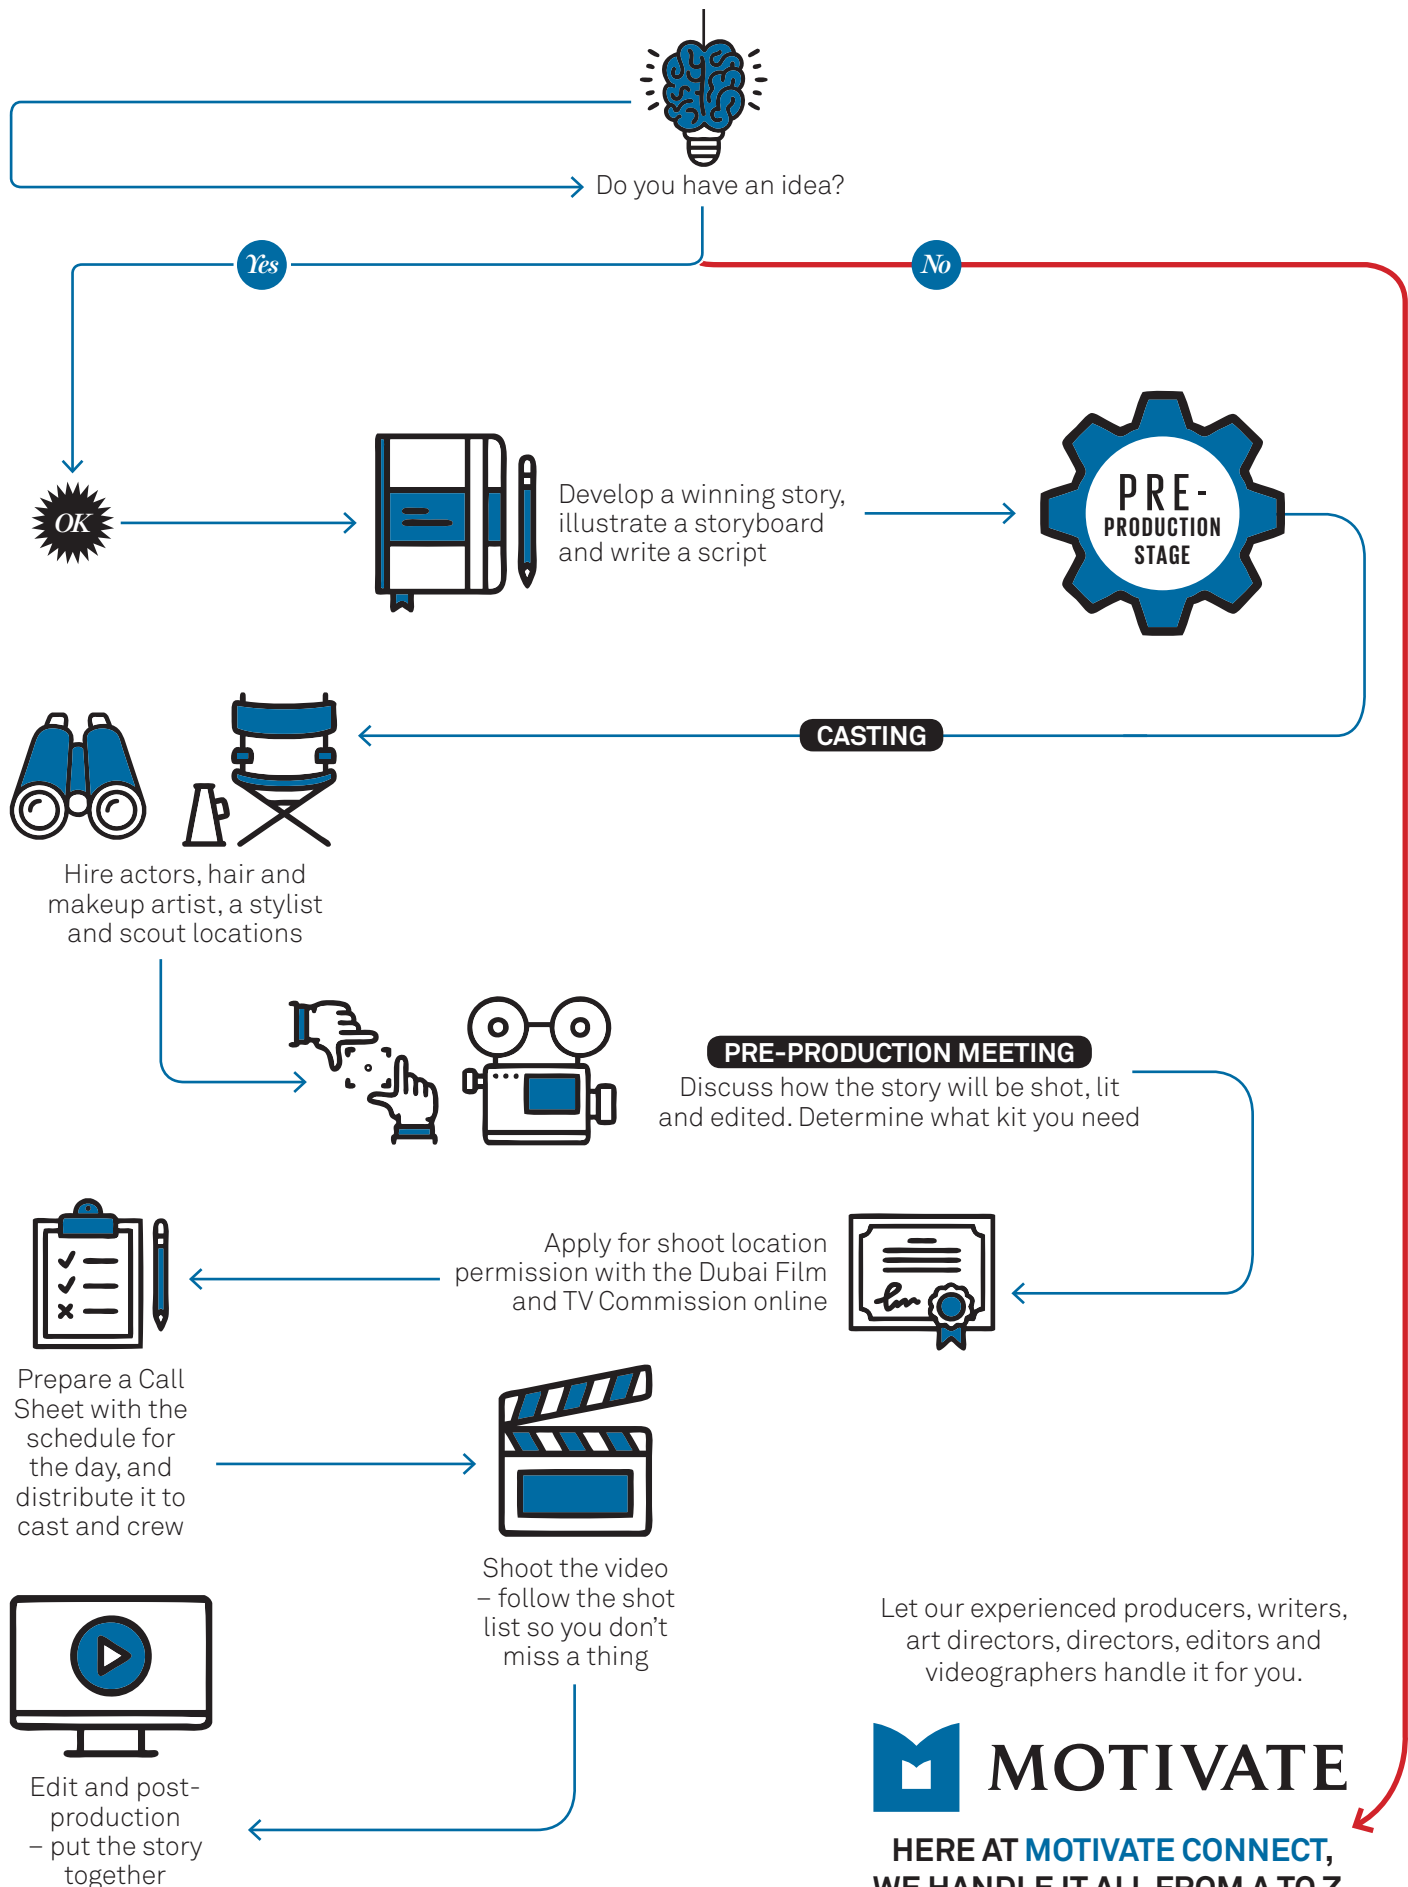 Do you have an idea?
Yes
No
OK
Develop a winning story,
illustrate a storyboard
and write a script
PRE-
PRODUCTION
STAGE
CASTING
Hire actors, hair and
makeup artist, a stylist
and scout locations
PRE-PRODUCTION MEETING
Discuss how the story will be shot, lit
and edited. Determine what kit you need
Apply for shoot location
permission with the Dubai Film
and TV Commission online
Prepare a Call
Sheet with the
schedule for
the day, and
distribute it to
cast and crew
Shoot the video
– follow the shot
list so you don't
miss a thing
Edit and post-
production
– put the story
together
Let our experienced producers, writers,
art directors, directors, editors and
videographers handle it for you.
MOTIVATE
HERE AT MOTIVATE CONNECT,
WE HANDLE IT ALL FROM A TO Z